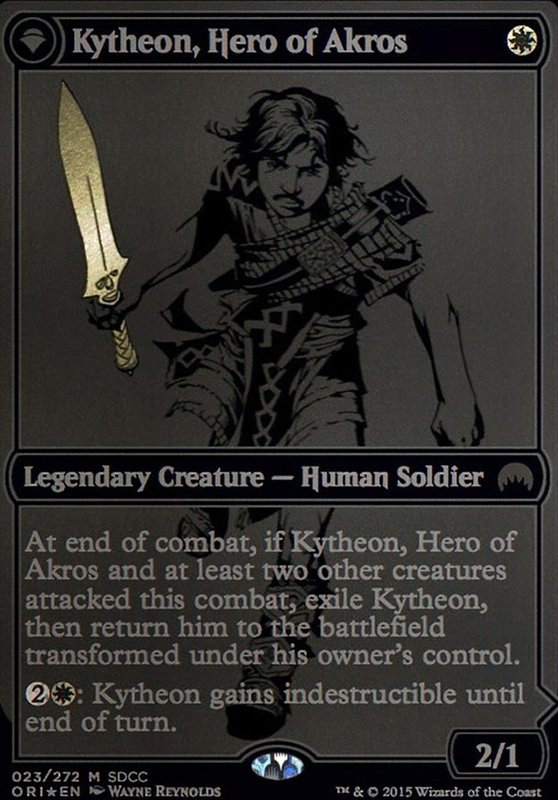 Kytheon, Hero of Akros
Legendary Creature — Human Soldier
At end of combat, if Kytheon, Hero of
Akros and at least two other creatures
attacked this combat, exile Kytheon,
then return him to the battlefield
transformed under his owner's control.
2: Kytheon gains indestructible until
end of turn.
2/1
023/272 M SDCC
ORI★EN Wayne Reynolds
™ & © 2015 Wizards of the Coast